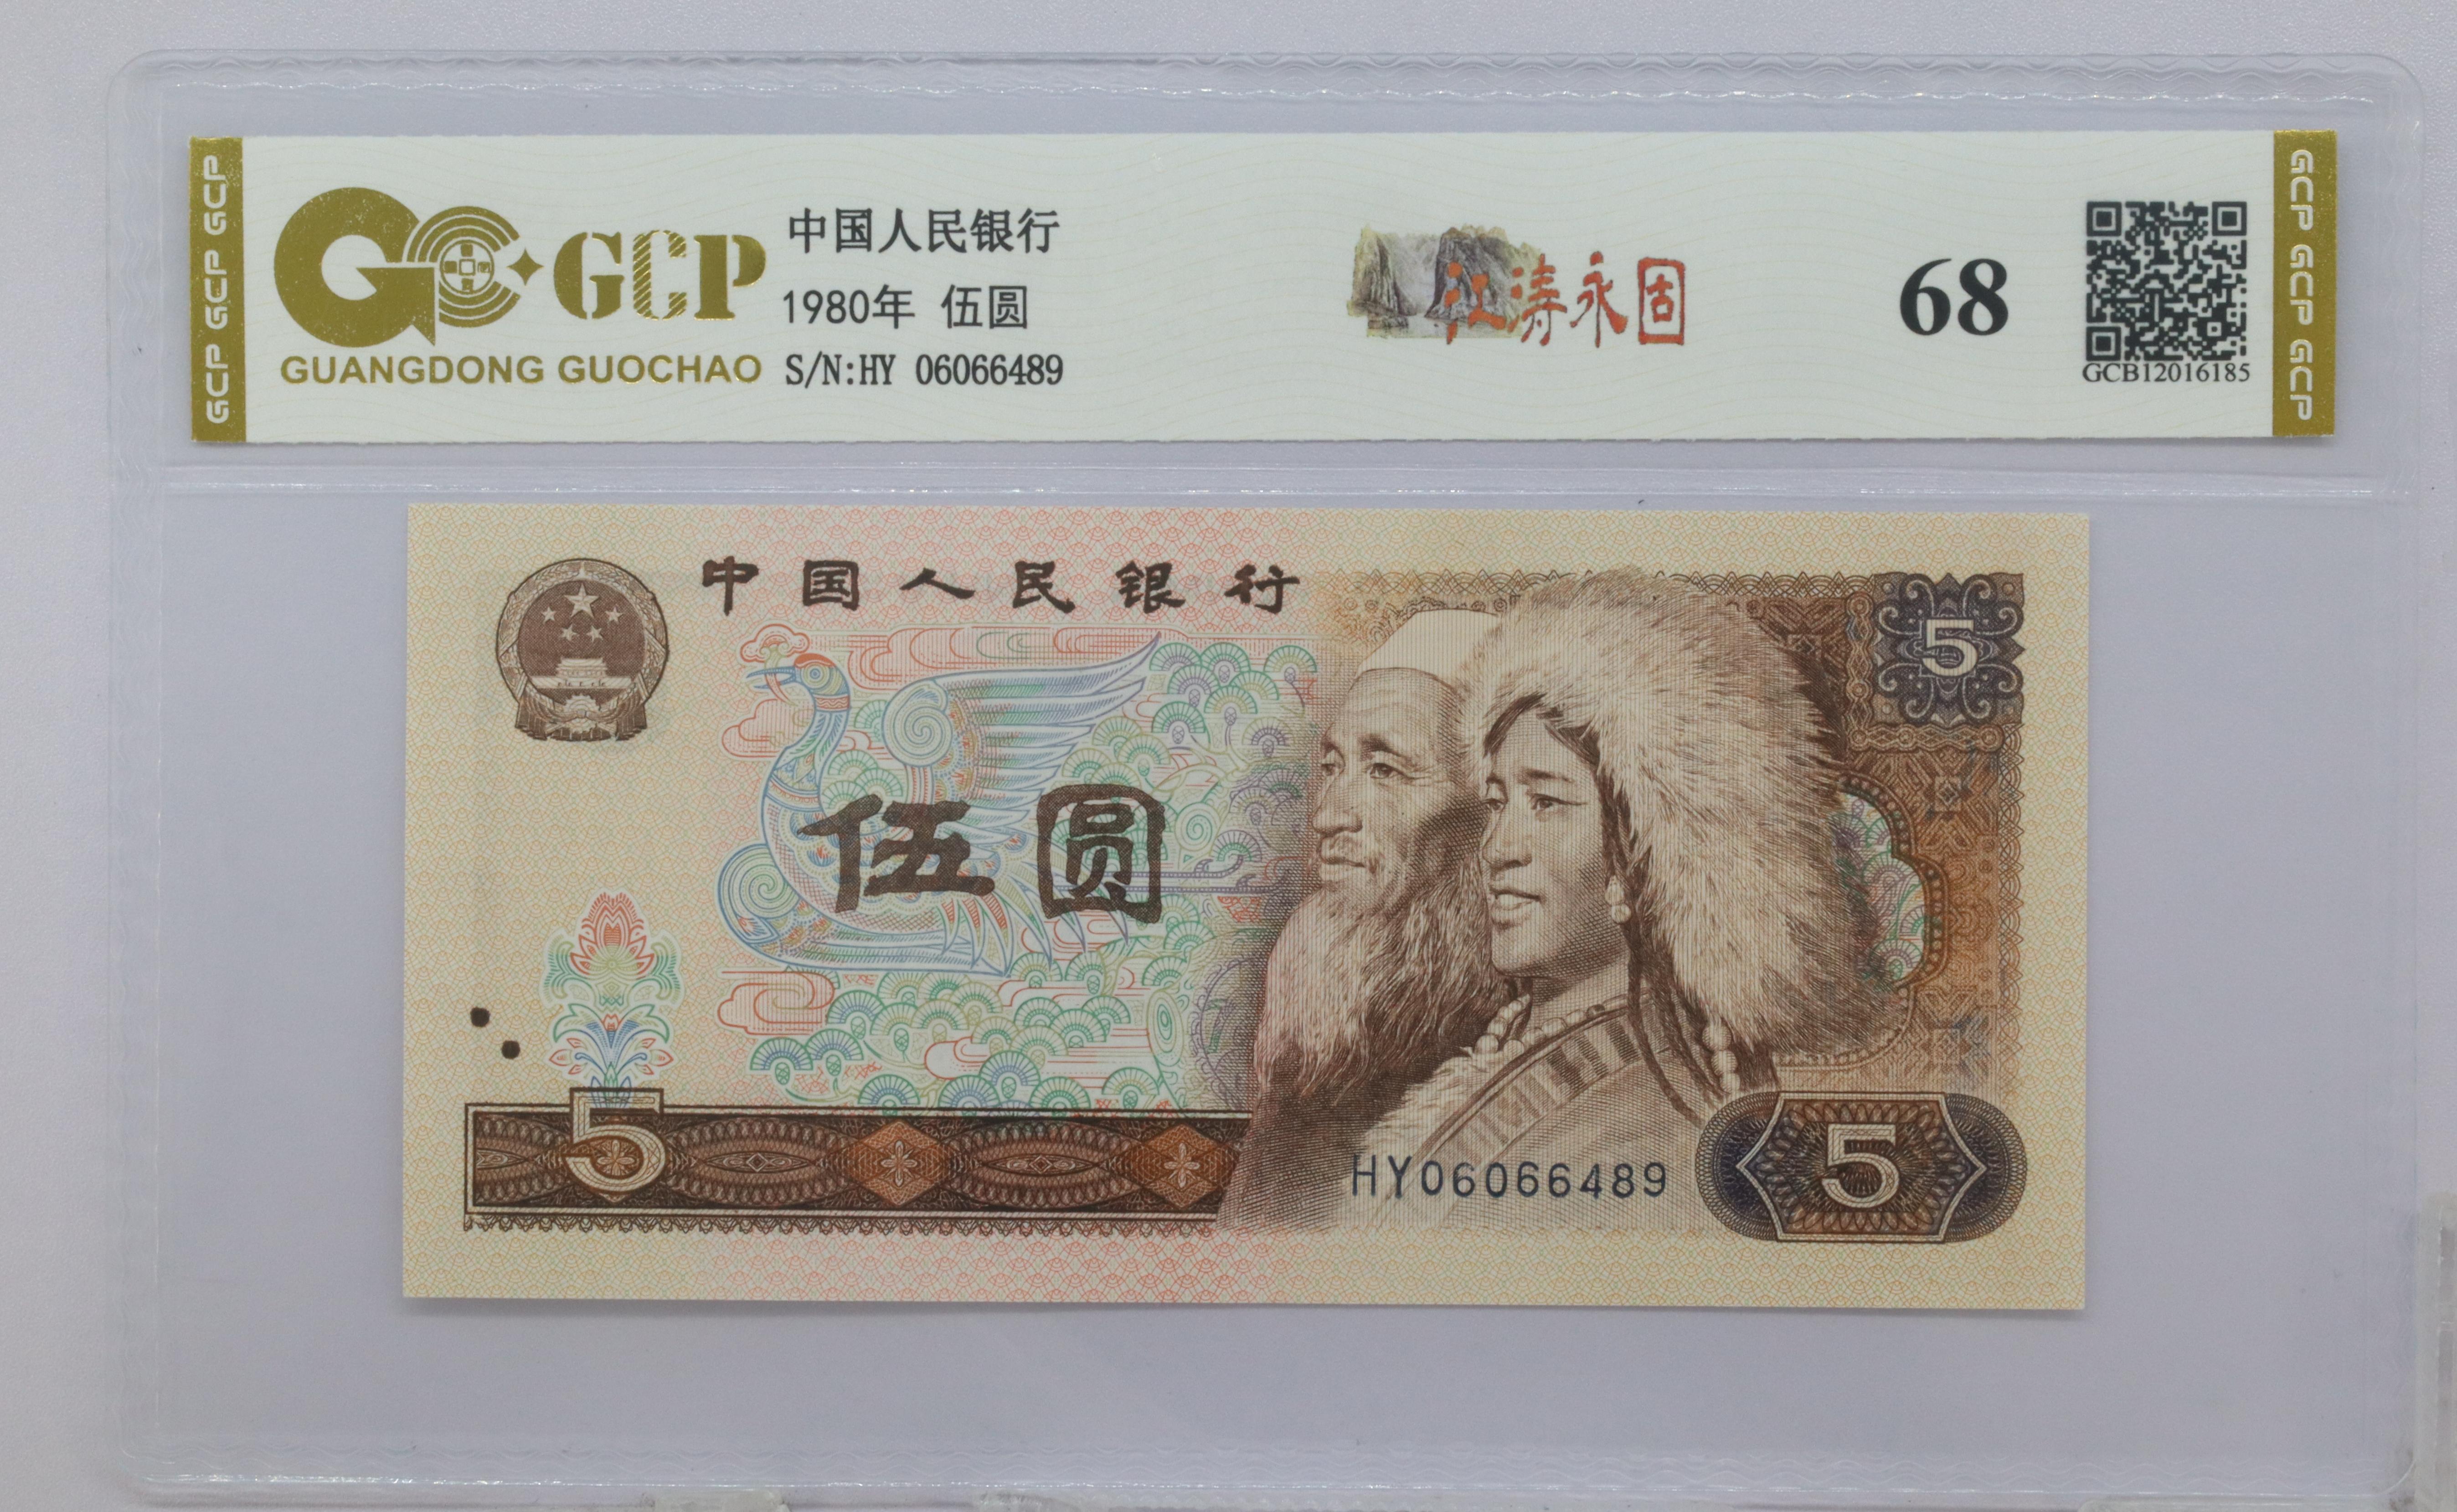 GCP GCP GCP
GCP
GUANGDONG GUOCHAO
中国人民银行
1980年 伍圆
S/N:HY 06066489
江涛永固
68
GCB12016185
GCP GCP GCP
中国人民银行
5
伍圆
5
HY06066489
5